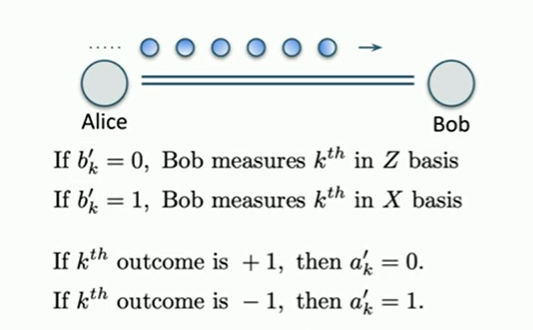 .....
Alice
Bob
If b′ₖ = 0, Bob measures kᵗʰ in Z basis
If b′ₖ = 1, Bob measures kᵗʰ in X basis
If kᵗʰ outcome is + 1, then a′ₖ = 0.
If kᵗʰ outcome is − 1, then a′ₖ = 1.